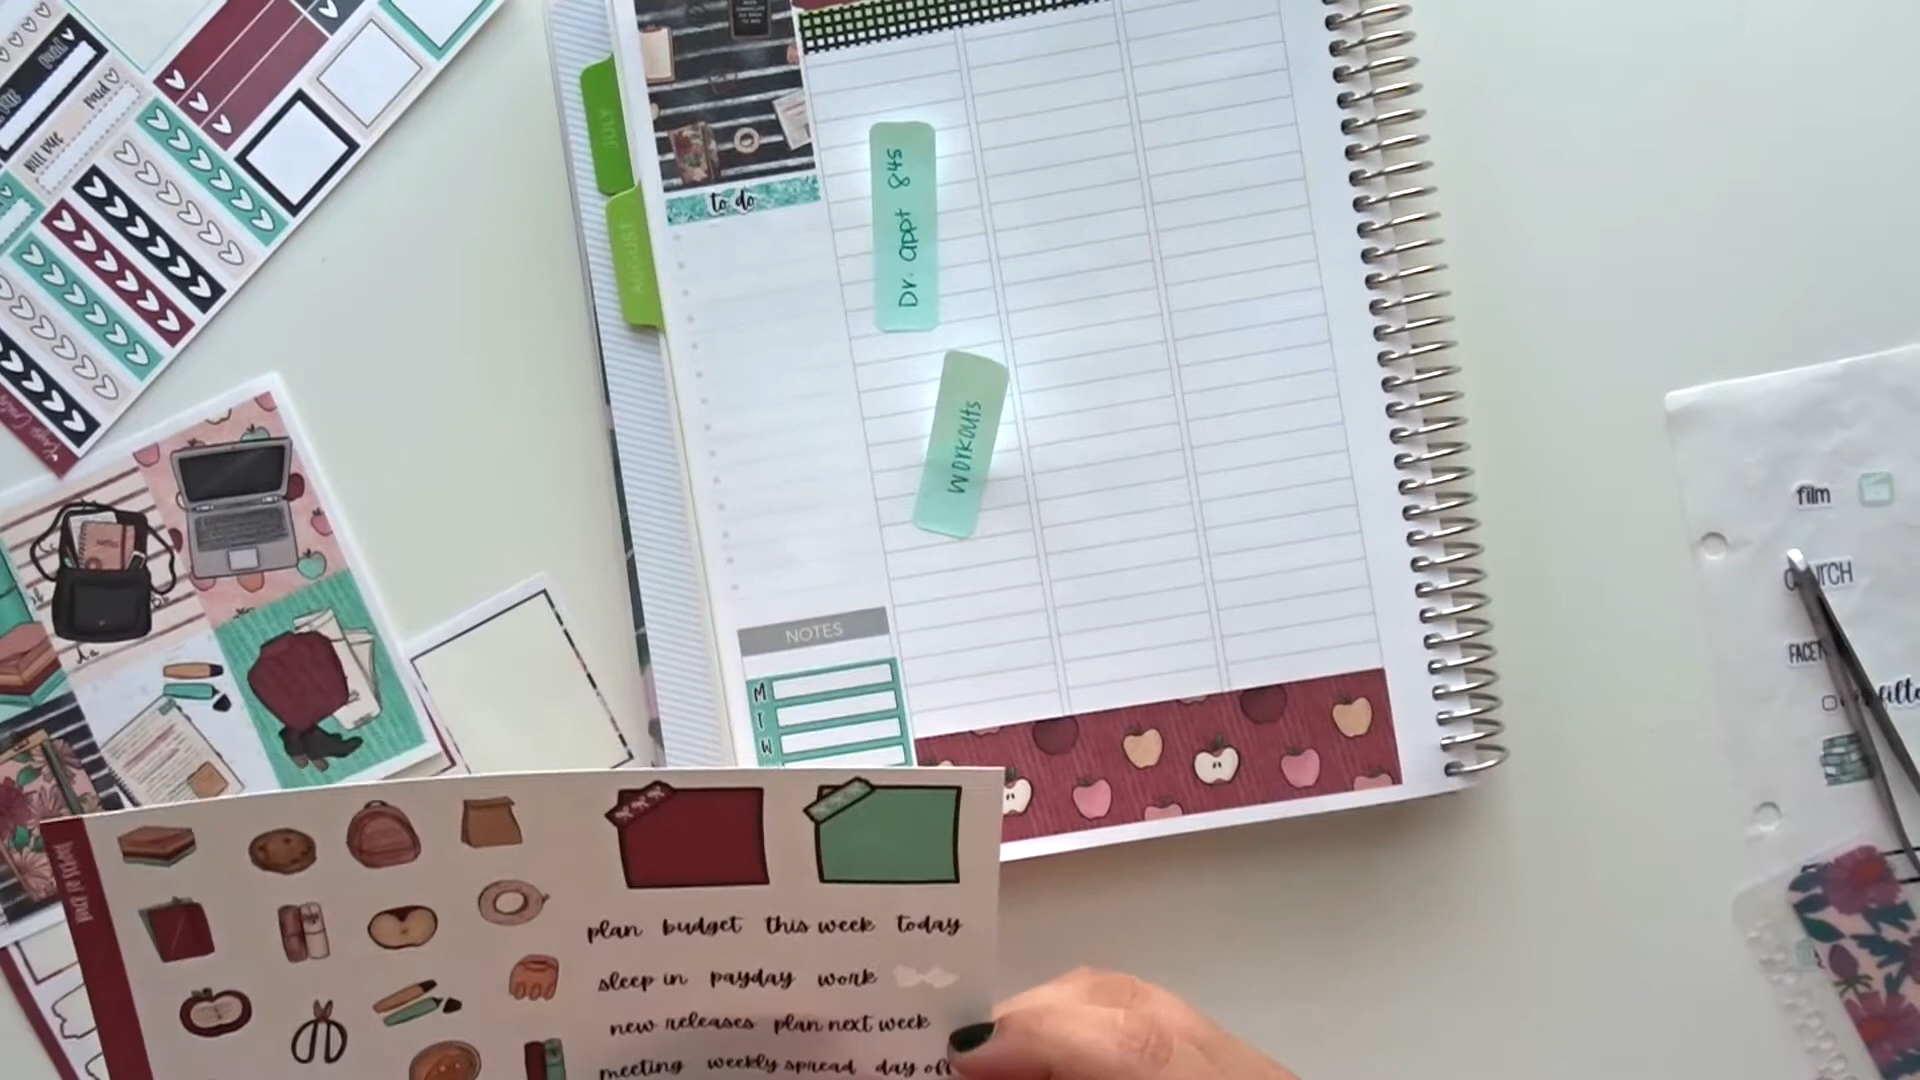 BILL DUE
Paid
JULY
AUGUST
to do
Dr. appt 845
Workouts
NOTES
M
T
W
film
plan budget this week today
sleep in payday work
new releases plan next week
meeting weekly spread day off